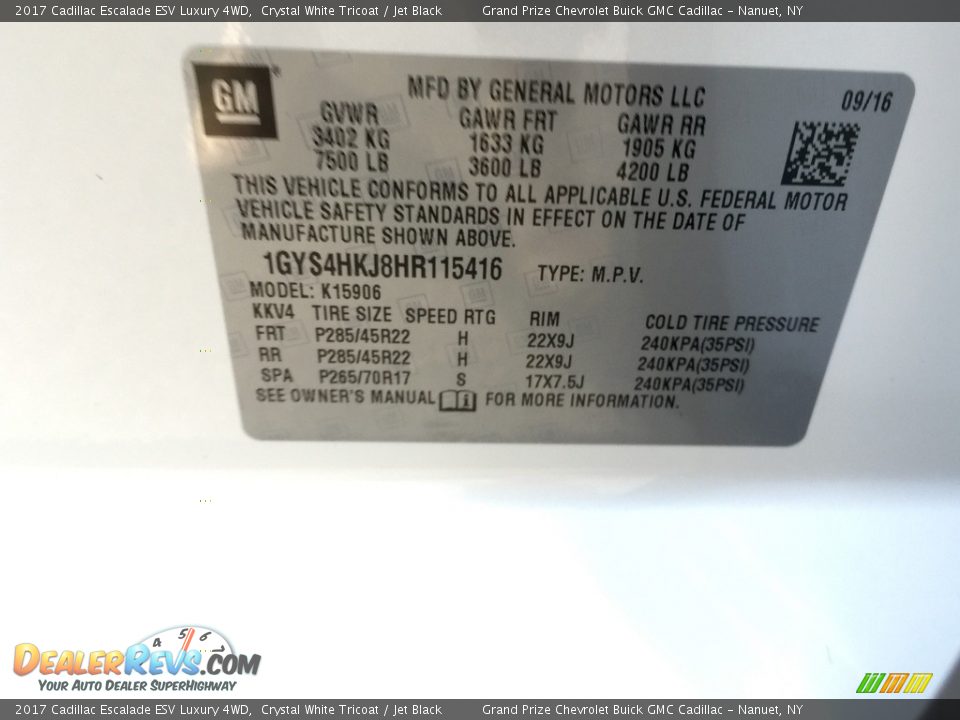 2017 Cadillac Escalade ESV Luxury 4WD, Crystal White Tricoat / Jet Black Grand Prize Chevrolet Buick GMC Cadillac – Nanuet, NY
GM
MFD BY GENERAL MOTORS LLC 09/16
GVWR GAWR FRT GAWR RR
3402 KG 1633 KG 1905 KG
7500 LB 3600 LB 4200 LB
THIS VEHICLE CONFORMS TO ALL APPLICABLE U.S. FEDERAL MOTOR
VEHICLE SAFETY STANDARDS IN EFFECT ON THE DATE OF
MANUFACTURE SHOWN ABOVE.
1GYS4HKJ8HR115416 TYPE: M.P.V.
MODEL: K15906
KKV4 TIRE SIZE SPEED RTG RIM COLD TIRE PRESSURE
FRT P285/45R22 H 22X9J 240KPA(35PSI)
RR P285/45R22 H 22X9J 240KPA(35PSI)
SPA P265/70R17 S 17X7.5J 240KPA(35PSI)
SEE OWNER'S MANUAL i FOR MORE INFORMATION.
4 5 6 7
DEALERREVS.COM
YOUR AUTO DEALER SUPERHIGHWAY
2017 Cadillac Escalade ESV Luxury 4WD, Crystal White Tricoat / Jet Black Grand Prize Chevrolet Buick GMC Cadillac – Nanuet, NY